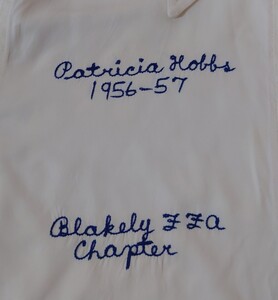 Patricia Hobbs
1956-57
Blakely FFA
Chapter